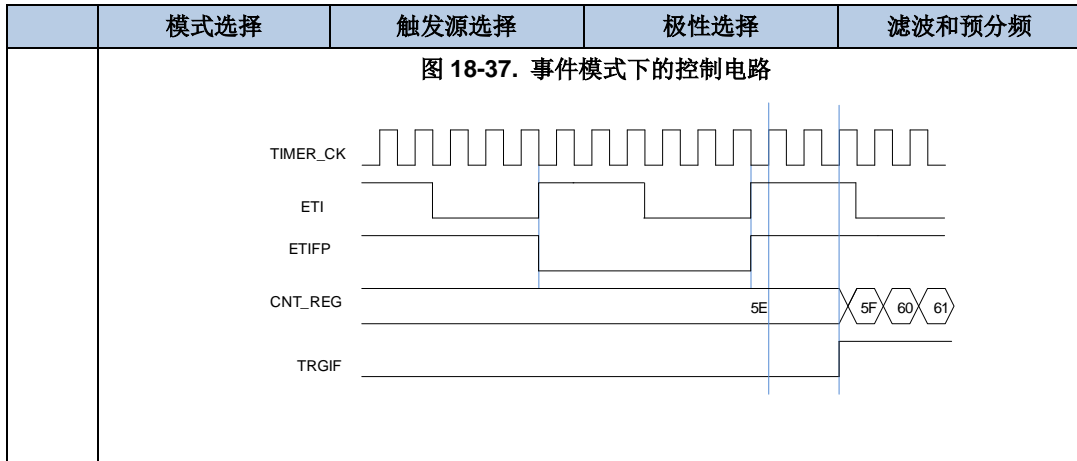 模式选择 触发源选择 极性选择 滤波和预分频
图 18-37. 事件模式下的控制电路
TIMER_CK
ETI
ETIFP
CNT_REG 5E 5F 60 61
TRGIF